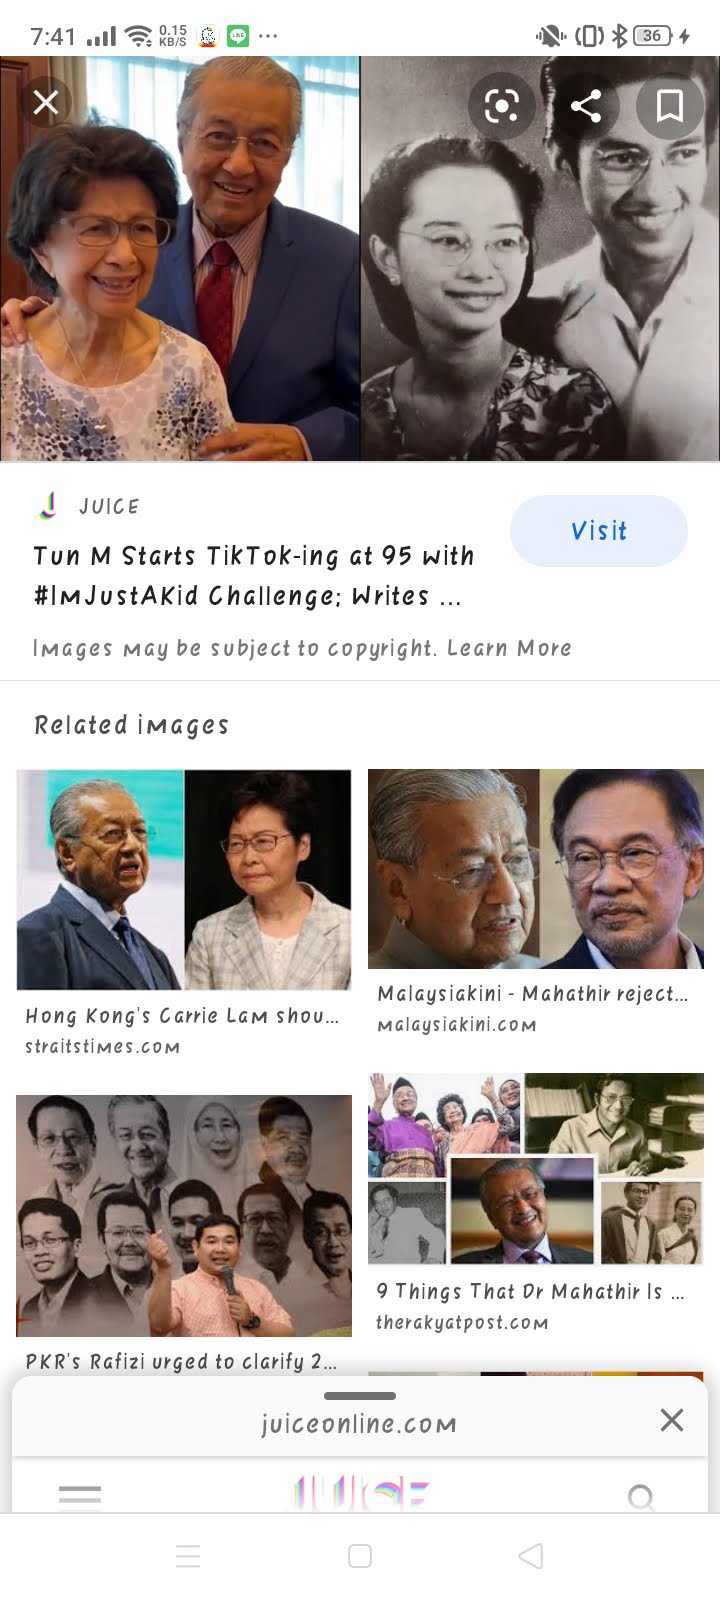 7:41
0.15
KB/S
LINE
36
JUICE
Visit
Tun M Starts TikTok-ing at 95 with
#ImJustAKid Challenge; Writes ...
Images may be subject to copyright. Learn More
Related images
Hong Kong's Carrie Lam shou...
straitstimes.com
Malaysiakini - Mahathir reject...
malaysiakini.com
9 Things That Dr Mahathir Is ...
therakyatpost.com
PKR's Rafizi urged to clarify 2...
juiceonline.com
JUICE